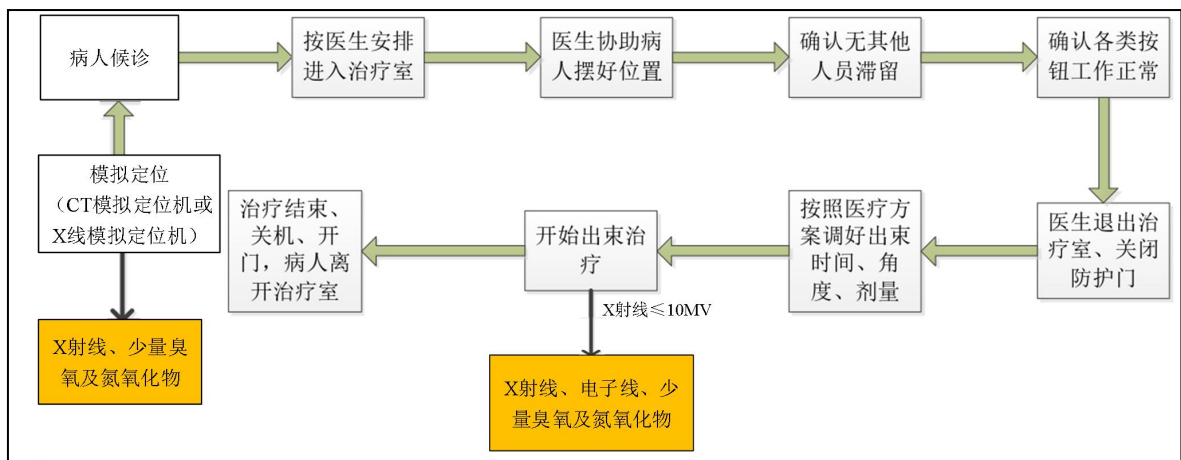 病人候诊
按医生安排
进入治疗室
医生协助病
人摆好位置
确认无其他
人员滞留
确认各类按
钮工作正常
模拟定位
（CT模拟定位机或
X线模拟定位机）
治疗结束、
关机、开
门，病人离
开治疗室
开始出束治
疗
按照医疗方
案调好出束
时间、角
度、剂量
医生退出治
疗室、关闭
防护门
X射线≤10MV
X射线、少量臭
氧及氮氧化物
X射线、电子线、少
量臭氧及氮氧化物